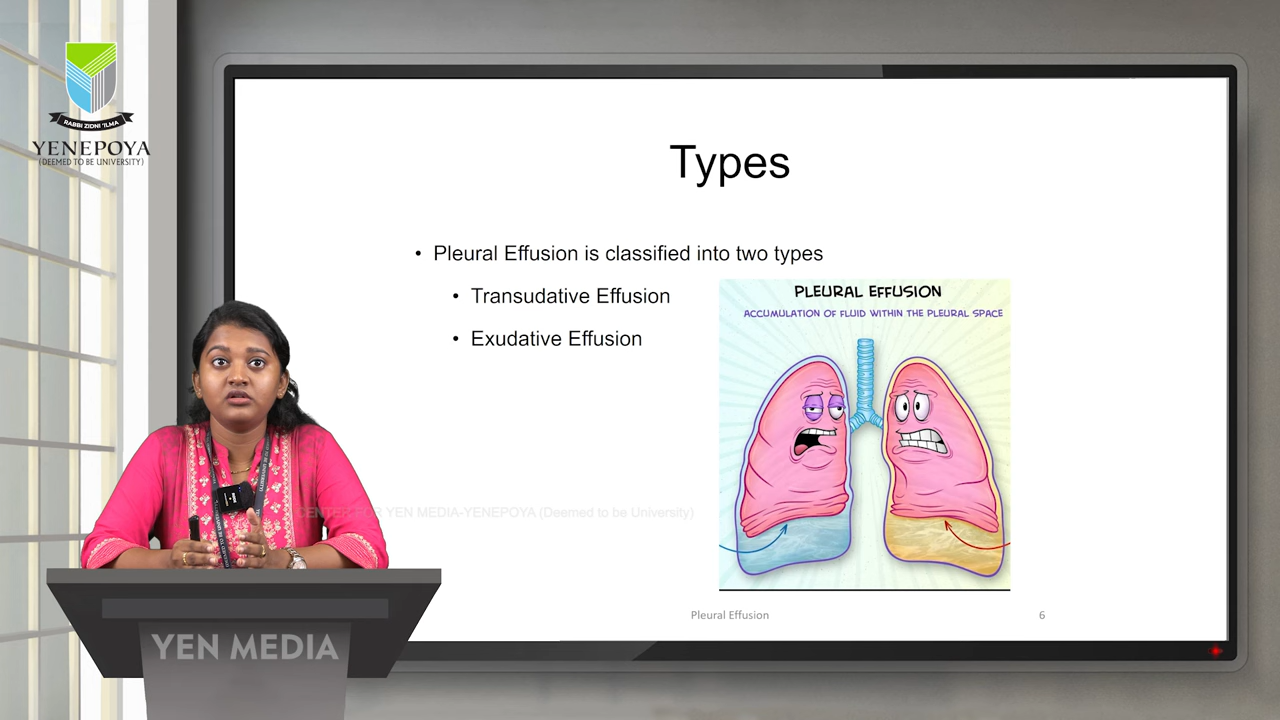 RABBI ZIDNI 'ILMA
YENEPOYA
(DEEMED TO BE UNIVERSITY)
Types
• Pleural Effusion is classified into two types
• Transudative Effusion
• Exudative Effusion
PLEURAL EFFUSION
ACCUMULATION OF FLUID WITHIN THE PLEURAL SPACE
CENTER FOR YEN MEDIA-YENEPOYA (Deemed to be University)
Pleural Effusion
6
YEN MEDIA